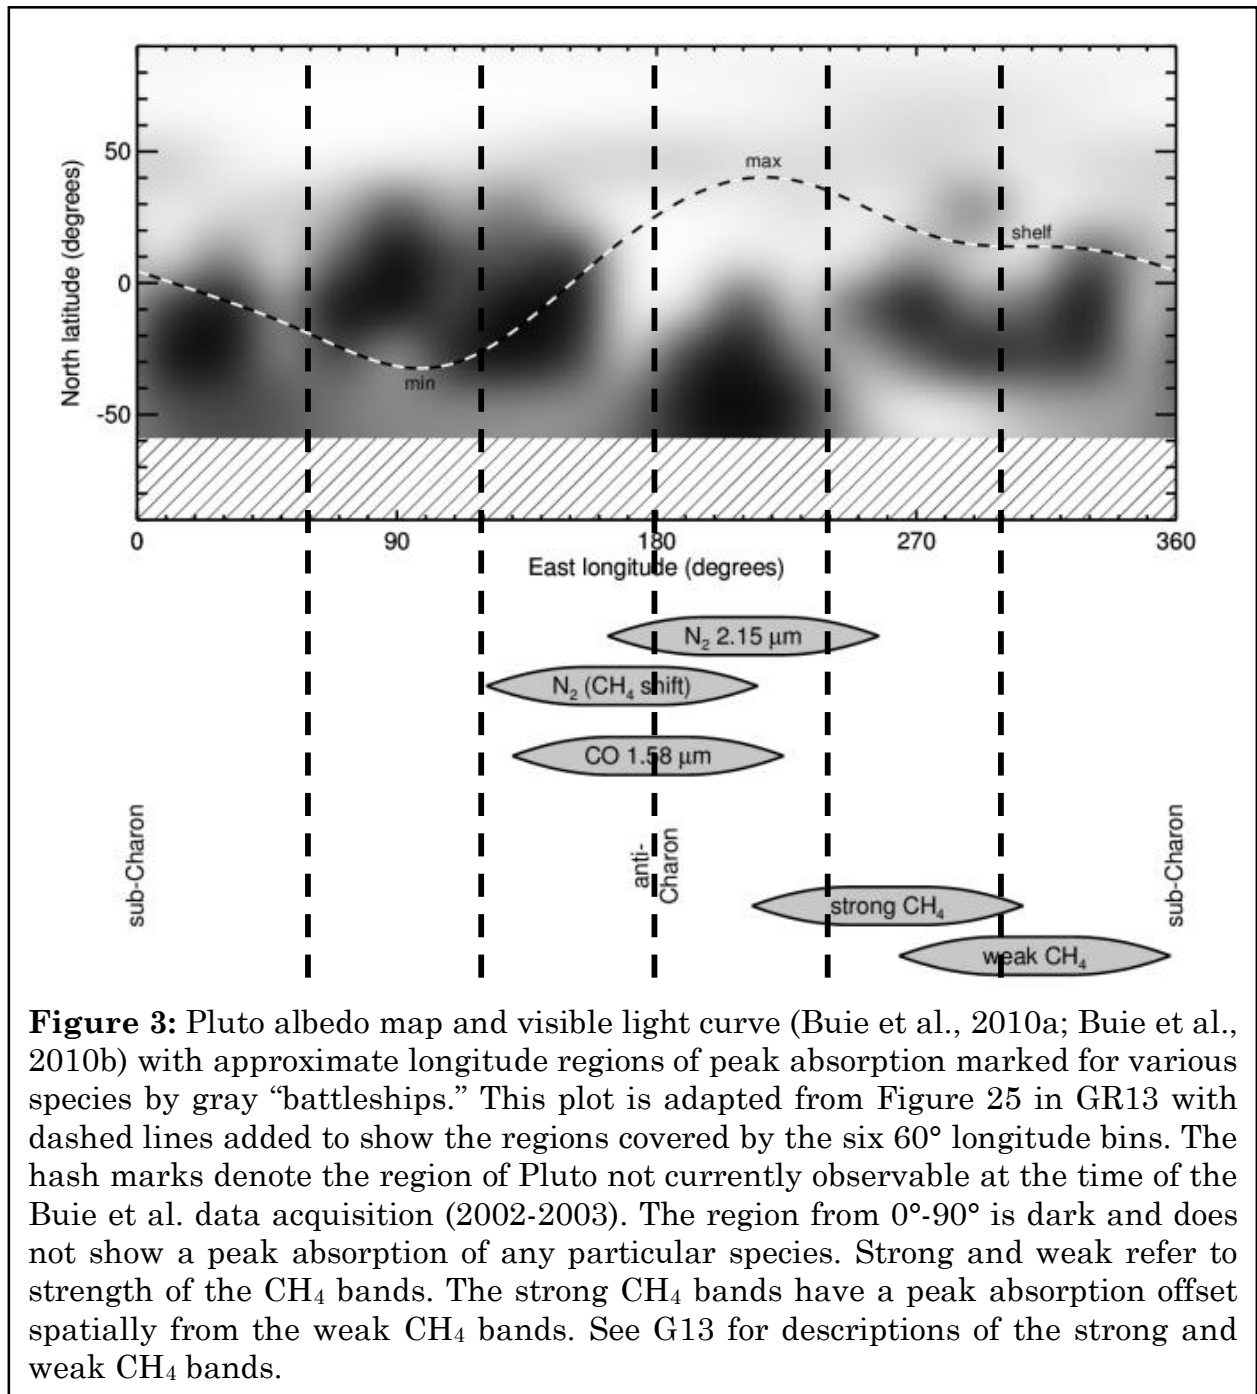 50
0
-50
North latitude (degrees)
max
shelf
min
0 90 180 270 360
East longitude (degrees)
N₂ 2.15 μm
N₂ (CH₄ shift)
CO 1.58 μm
sub-Charon
anti-
Charon
sub-Charon
strong CH₄
weak CH₄
Figure 3: Pluto albedo map and visible light curve (Buie et al., 2010a; Buie et al.,
2010b) with approximate longitude regions of peak absorption marked for various
species by gray “battleships.” This plot is adapted from Figure 25 in GR13 with
dashed lines added to show the regions covered by the six 60° longitude bins. The
hash marks denote the region of Pluto not currently observable at the time of the
Buie et al. data acquisition (2002-2003). The region from 0°-90° is dark and does
not show a peak absorption of any particular species. Strong and weak refer to
strength of the CH₄ bands. The strong CH₄ bands have a peak absorption offset
spatially from the weak CH₄ bands. See G13 for descriptions of the strong and
weak CH₄ bands.